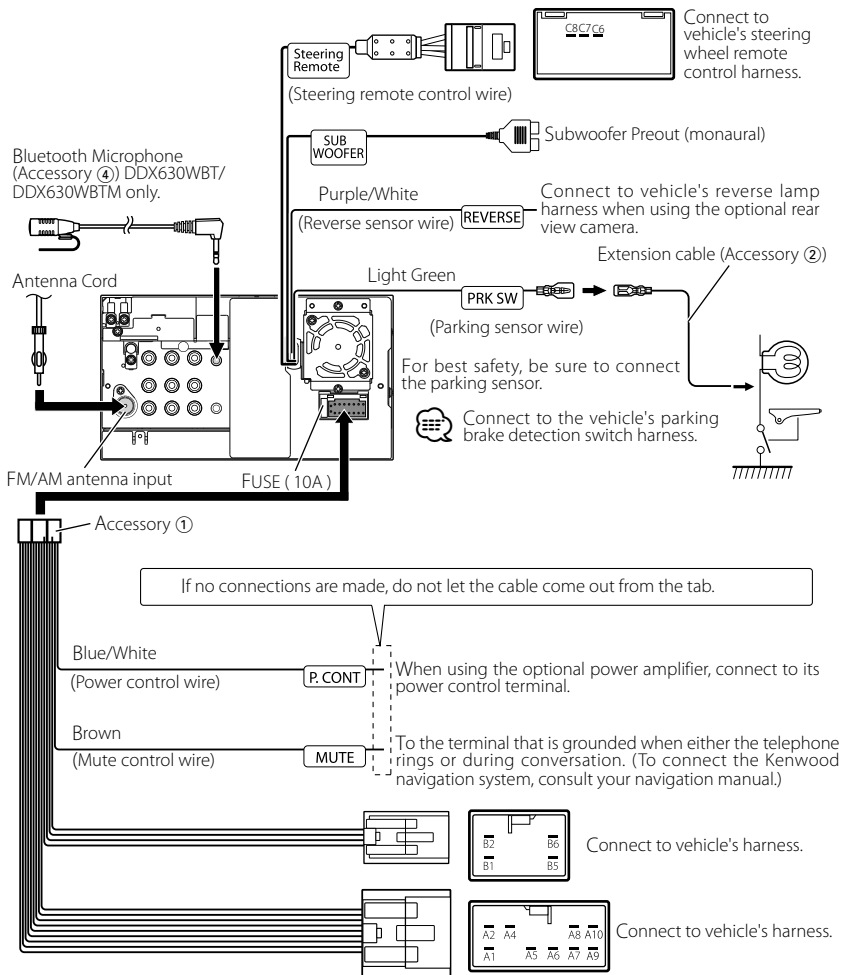 C8 C7 C6
Connect to
vehicle's steering
wheel remote
control harness.
Steering
Remote
(Steering remote control wire)
SUB
WOOFER
Subwoofer Preout (monaural)
Bluetooth Microphone
(Accessory ④) DDX630WBT/
DDX630WBTM only.
Purple/White
(Reverse sensor wire)
REVERSE
Connect to vehicle's reverse lamp
harness when using the optional rear
view camera.
Extension cable (Accessory ②)
Antenna Cord
Light Green
PRK SW
(Parking sensor wire)
For best safety, be sure to connect
the parking sensor.
Connect to the vehicle's parking
brake detection switch harness.
FM/AM antenna input
FUSE ( 10A )
Accessory ①
If no connections are made, do not let the cable come out from the tab.
Blue/White
(Power control wire)
P. CONT
When using the optional power amplifier, connect to its
power control terminal.
Brown
(Mute control wire)
MUTE
To the terminal that is grounded when either the telephone
rings or during conversation. (To connect the Kenwood
navigation system, consult your navigation manual.)
B2 B6
B1 B5
Connect to vehicle's harness.
A2 A4 A8 A10
A1 A5 A6 A7 A9
Connect to vehicle's harness.